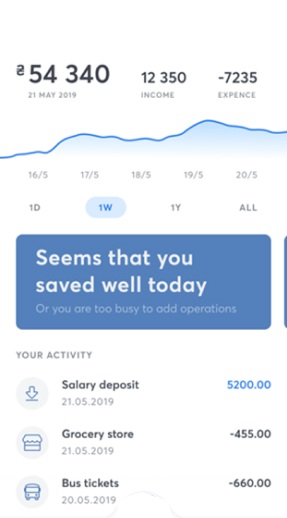 ₴ 54 340
12 350
-7235
21 MAY 2019
INCOME
EXPENCE
16/5 17/5 18/5 19/5 20/5
1D 1W 1Y ALL
Seems that you
saved well today
Or you are too busy to add operations
YOUR ACTIVITY
Salary deposit 5200.00
21.05.2019
Grocery store -455.00
21.05.2019
Bus tickets -660.00
20.05.2019